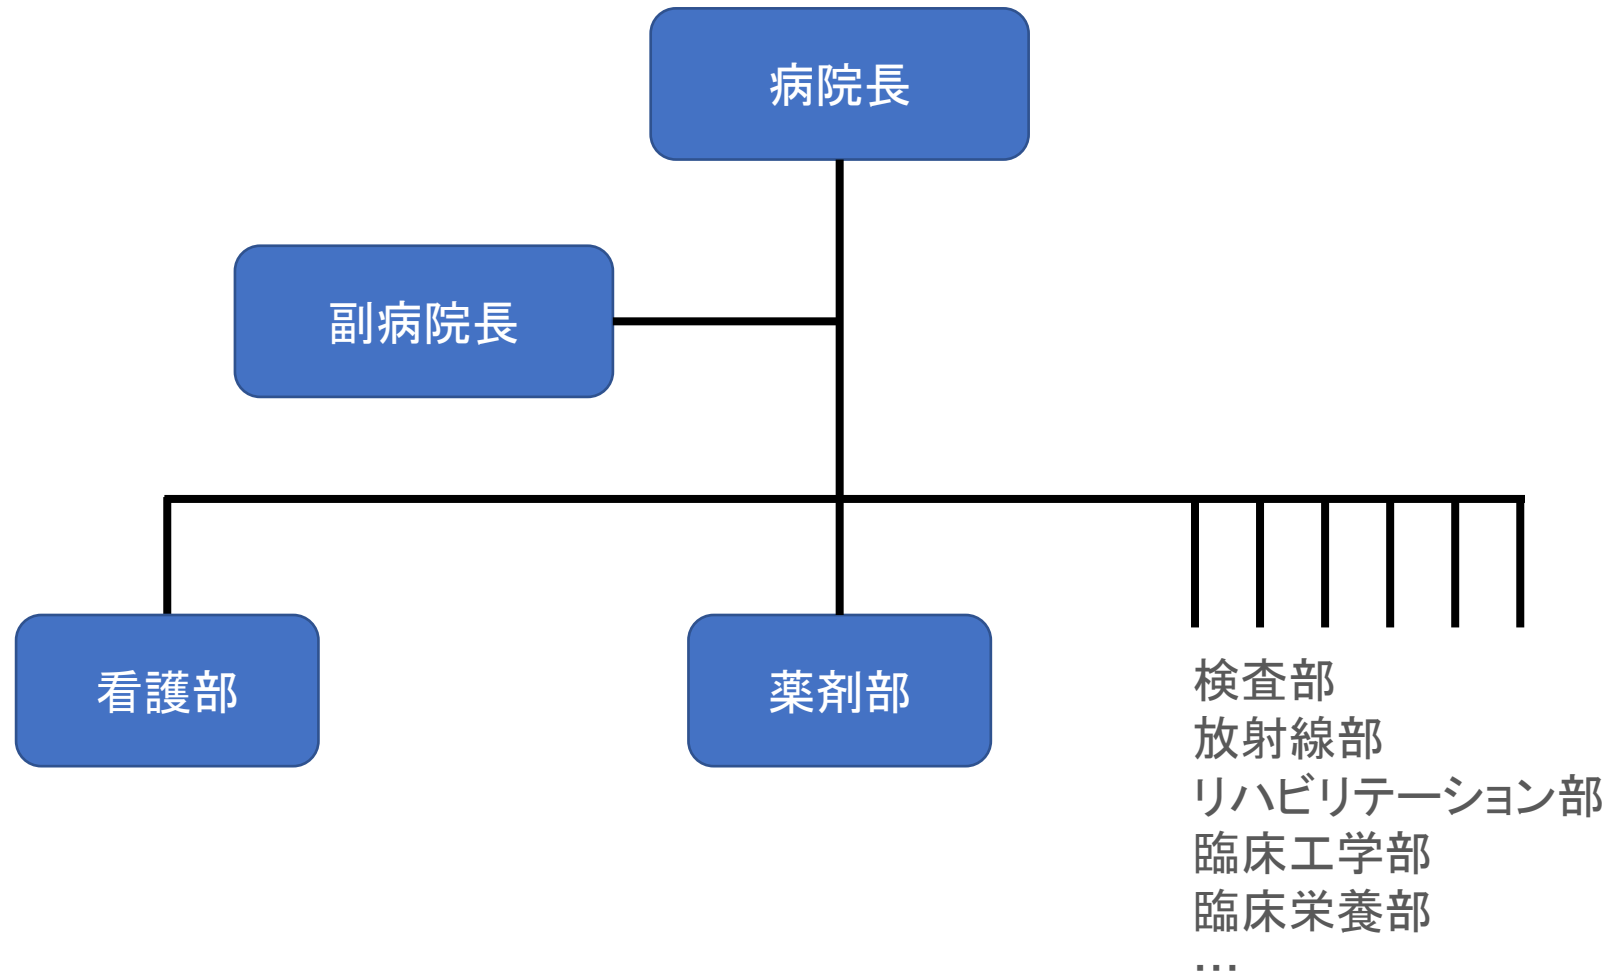 病院長
副病院長
看護部
薬剤部
検査部
放射線部
リハビリテーション部
臨床工学部
臨床栄養部
…